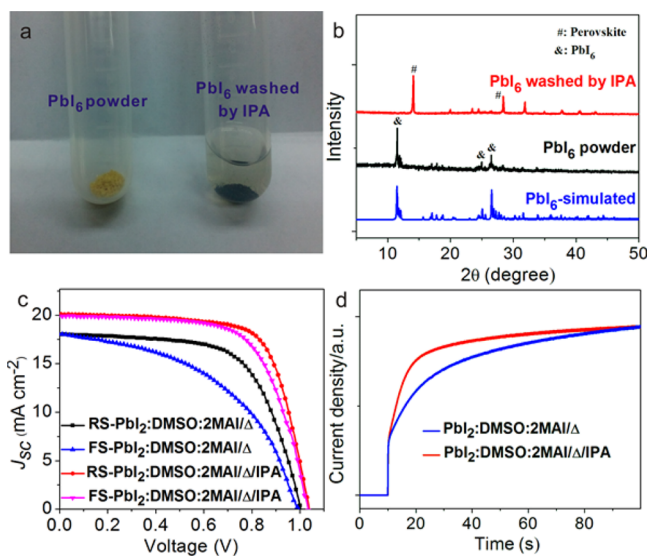 a
PbI6 powder
PbI6 washed
by IPA
b
#: Perovskite
&: PbI6
#
#
PbI6 washed by IPA
&
&
&
PbI6 powder
PbI6-simulated
Intensity
5 10 20 30 40 50
2θ (degree)
c
20
15
10
5
0
JSC (mA cm-2)
RS-PbI2:DMSO:2MAI/Δ
FS-PbI2:DMSO:2MAI/Δ
RS-PbI2:DMSO:2MAI/Δ/IPA
FS-PbI2:DMSO:2MAI/Δ/IPA
0.0 0.2 0.4 0.6 0.8 1.0
Voltage (V)
d
Current density/a.u.
PbI2:DMSO:2MAI/Δ
PbI2:DMSO:2MAI/Δ/IPA
0 20 40 60 80
Time (s)